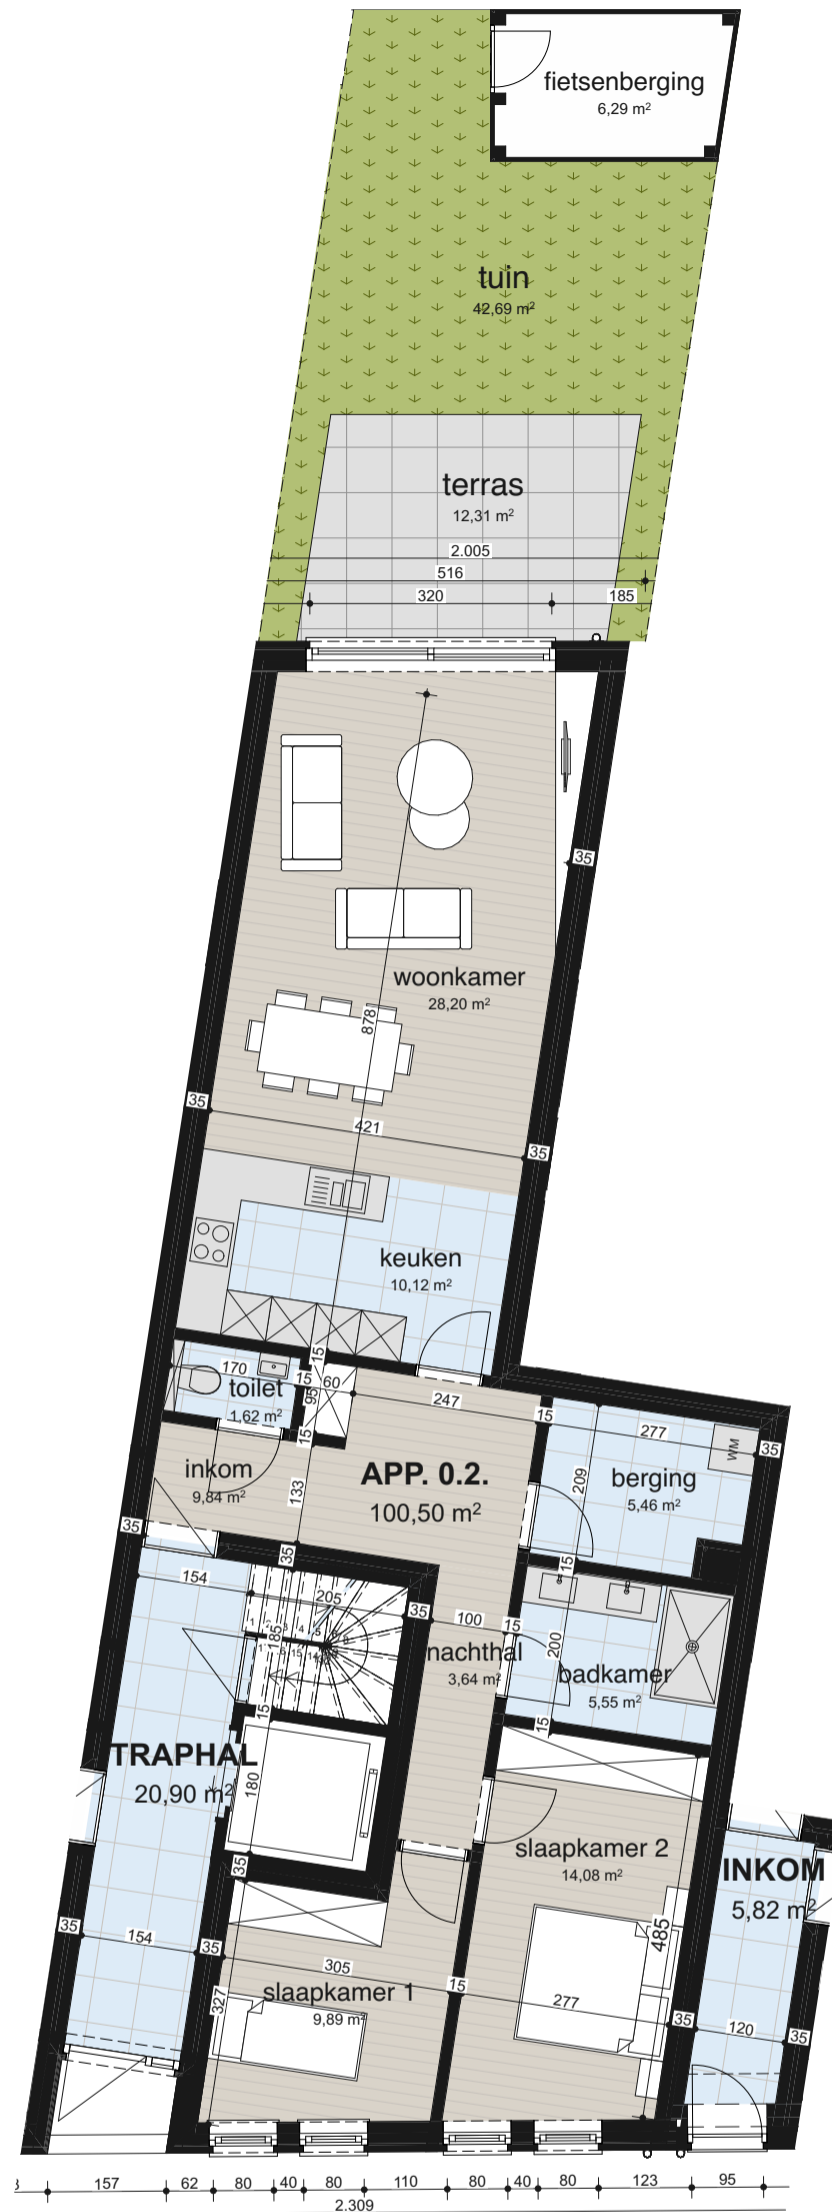 fietsenberging
6,29 m²
tuin
42,69 m²
terras
12,31 m²
2.005
516
320
185
35
woonkamer
28,20 m²
878
35
421
35
keuken
10,12 m²
15
170
15
60
95
toilet
1,62 m²
247
15
277
35
WM
15
inkom
9,84 m²
133
APP. 0.2.
100,50 m²
berging
5,46 m²
209
35
35
15
154
205
35
100
15
185
nachthal
3,64 m²
200
badkamer
5,55 m²
15
15
TRAPHAL
20,90 m²
180
slaapkamer 2
14,08 m²
INKOM
5,82 m²
35
35
154
35
305
485
15
277
slaapkamer 1
9,89 m²
327
35
120
35
157
62
80
40
80
110
80
40
80
123
95
2.309